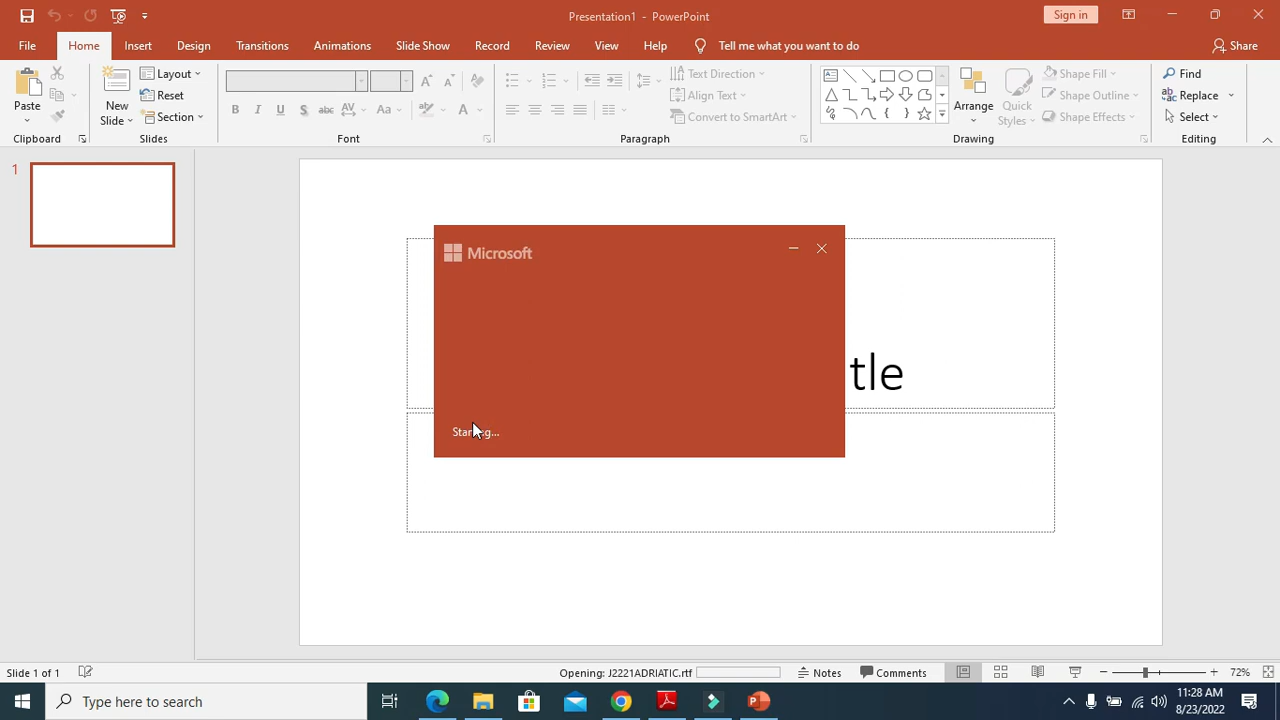 Presentation1 - PowerPoint
Sign in
File Home Insert Design Transitions Animations Slide Show Record Review View Help Tell me what you want to do Share
Paste
Clipboard
New Slide
Layout
Reset
Section
Slides
B I U S abc AV Aa ab A
Font
Text Direction
Align Text
Convert to SmartArt
Paragraph
Arrange
Quick Styles
Shape Fill
Shape Outline
Shape Effects
Drawing
Find
Replace
Select
Editing
1
Microsoft
tle
Slide 1 of 1
Opening: J2221ADRIATIC.rtf
Notes
Comments
72%
Type here to search
11:28 AM
8/23/2022